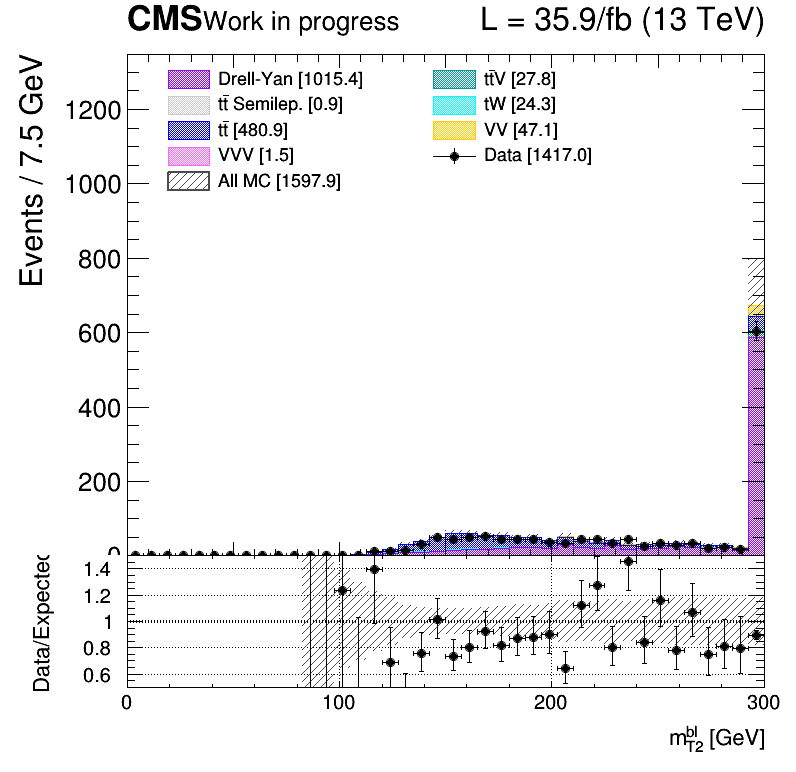 CMS Work in progress L = 35.9/fb (13 TeV)
Events / 7.5 GeV
Drell-Yan [1015.4]
tt̄ Semilep. [0.9]
tt̄ [480.9]
VVV [1.5]
All MC [1597.9]
tt̄V [27.8]
tW [24.3]
VV [47.1]
Data [1417.0]
1200
1000
800
600
400
200
0
Data/Expected
1.4
1.2
1
0.8
0.6
0 100 200 300
m_{T2}^{bl} [GeV]